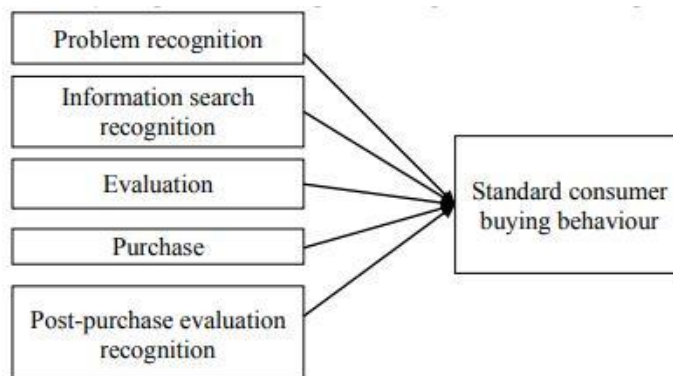 Problem recognition
Information search
recognition
Evaluation
Purchase
Post-purchase evaluation
recognition
Standard consumer
buying behaviour